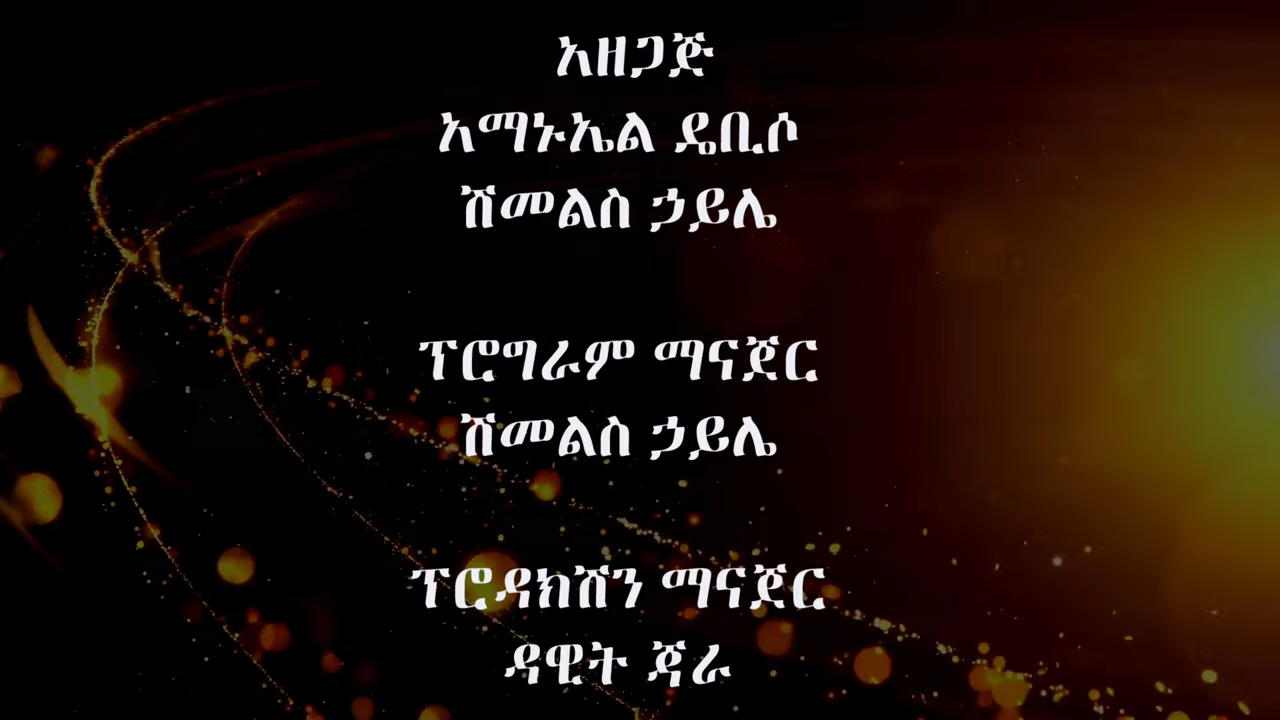 አዘጋጅ
አማኑኤል ዴቢሶ
ሽመልስ ኃይሌ
ፕሮግራም ማናጀር
ሽመልስ ኃይሌ
ፕሮዳክሽን ማናጀር
ዳዊት ጃራ